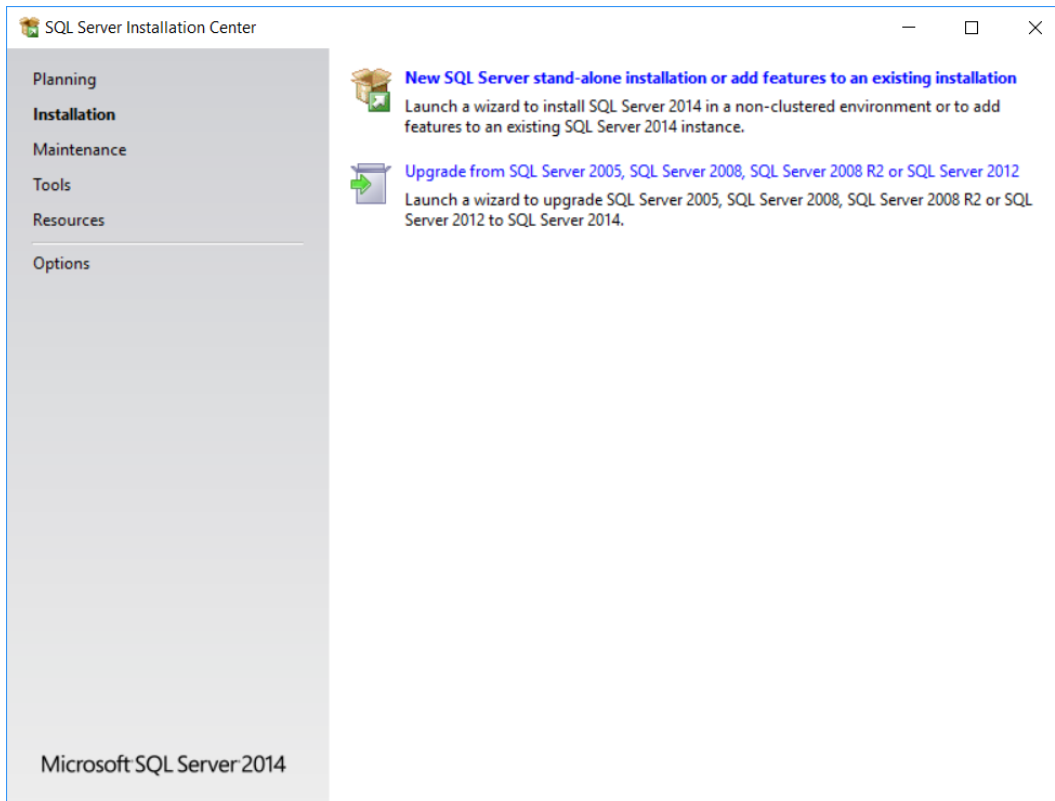 SQL Server Installation Center
Planning
Installation
Maintenance
Tools
Resources
Options
New SQL Server stand-alone installation or add features to an existing installation
Launch a wizard to install SQL Server 2014 in a non-clustered environment or to add
features to an existing SQL Server 2014 instance.
Upgrade from SQL Server 2005, SQL Server 2008, SQL Server 2008 R2 or SQL Server 2012
Launch a wizard to upgrade SQL Server 2005, SQL Server 2008, SQL Server 2008 R2 or SQL
Server 2012 to SQL Server 2014.
Microsoft SQL Server 2014